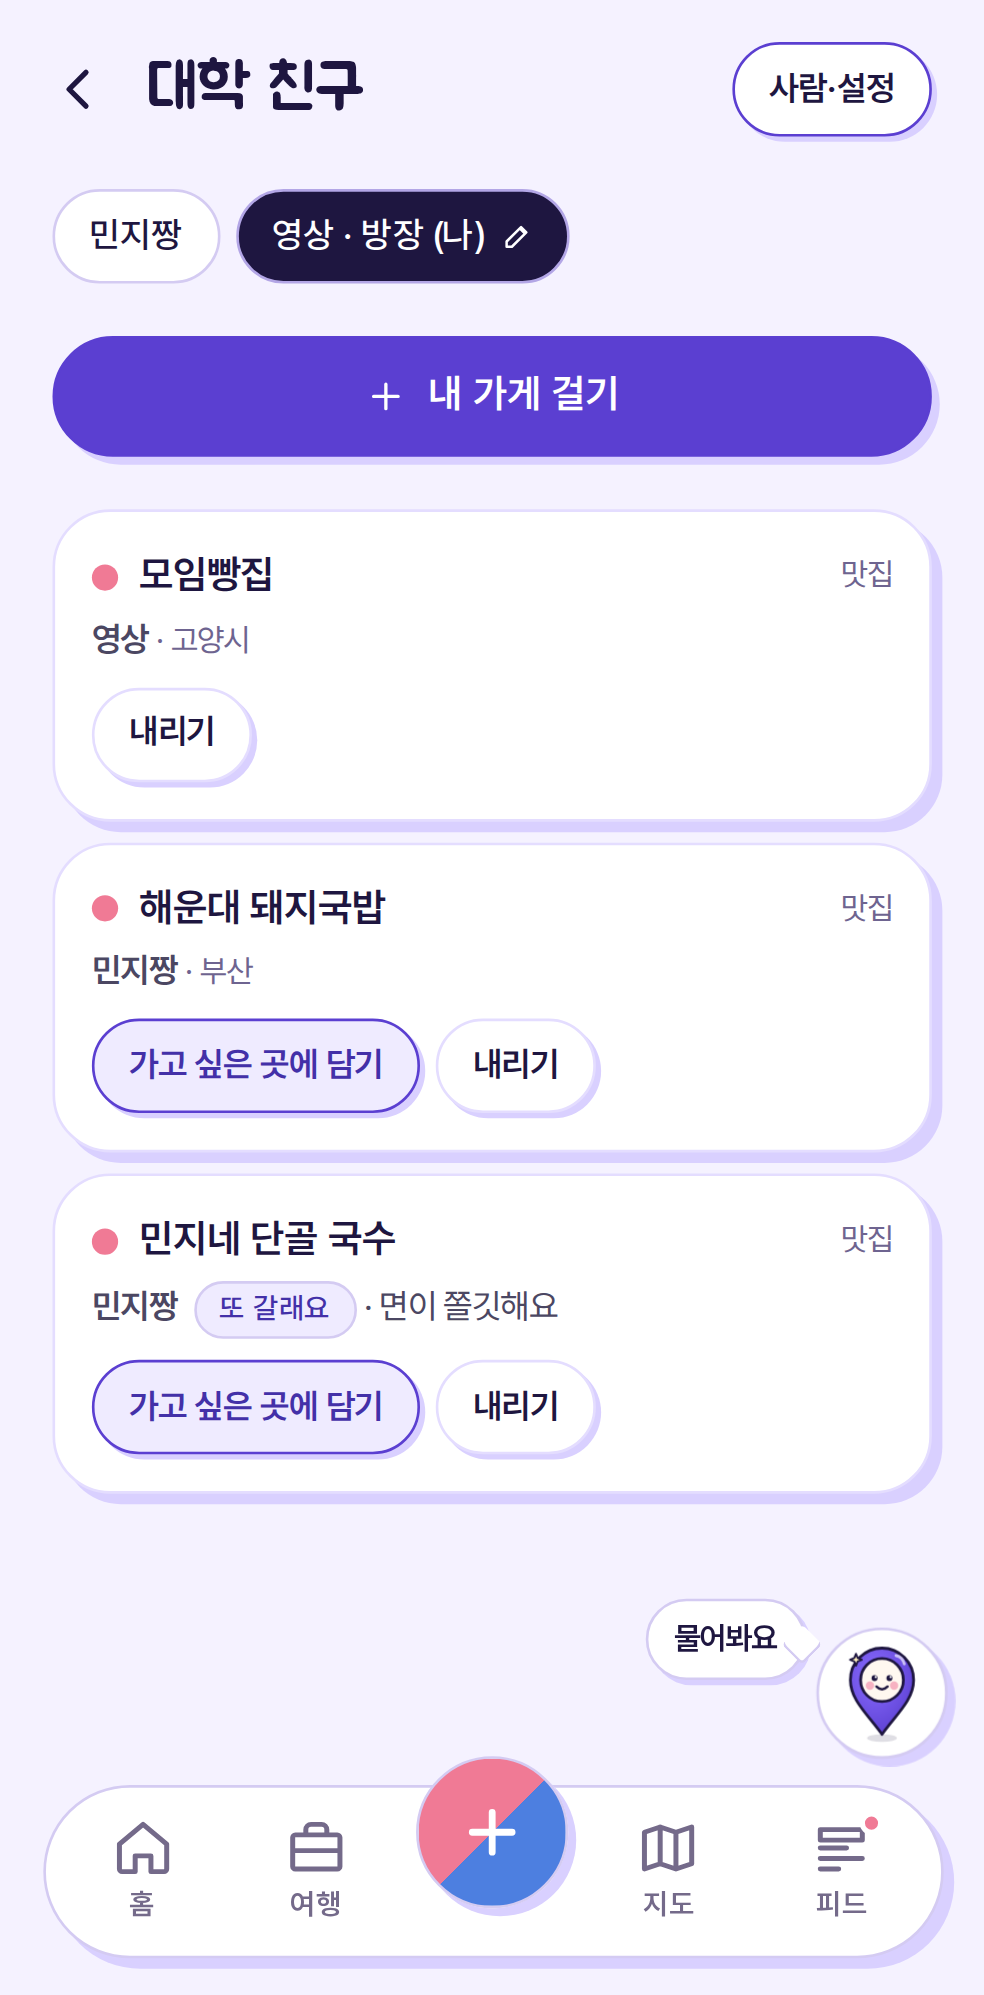 대학 친구
사람·설정
민지짱
영상 · 방장 (나)
내 가게 걸기
모임빵집
맛집
영상 · 고양시
내리기
해운대 돼지국밥
맛집
민지짱 · 부산
가고 싶은 곳에 담기
내리기
민지네 단골 국수
맛집
민지짱 또 갈래요 · 면이 쫄깃해요
가고 싶은 곳에 담기
내리기
물어봐요
홈
여행
지도
피드